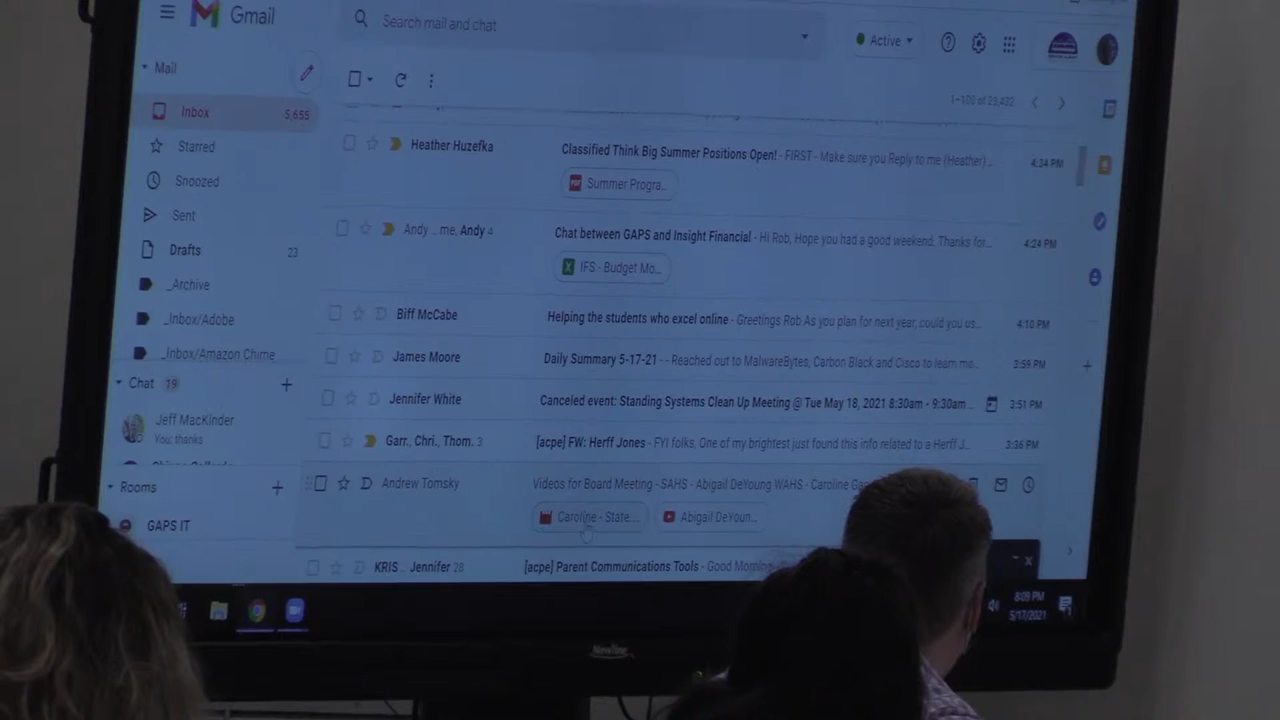 Gmail
Search mail and chat
Active
Mail
1–100 of 23,432
Inbox 5,655
Starred
Snoozed
Sent
Drafts 23
_Archive
_Inbox/Adobe
_Inbox/Amazon Chime
Chat 19
Jeff MacKinder
You: thanks
Rooms
GAPS IT
Heather Huzefka Classified Think Big Summer Positions Open! - FIRST - Make sure you Reply to me (Heather)... 4:34 PM
PDF Summer Progra...
Andy .. me, Andy 4 Chat between GAPS and Insight Financial - Hi Rob, Hope you had a good weekend. Thanks for... 4:24 PM
X IFS - Budget Mo...
Biff McCabe Helping the students who excel online - Greetings Rob As you plan for next year, could you us... 4:10 PM
James Moore Daily Summary 5-17-21 - - Reached out to MalwareBytes, Carbon Black and Cisco to learn mo... 3:59 PM
Jennifer White Canceled event: Standing Systems Clean Up Meeting @ Tue May 18, 2021 8:30am - 9:30am... 3:51 PM
Garr., Chri., Thom. 3 [acpe] FW: Herff Jones - FYI folks, One of my brightest just found this info related to a Herff J... 3:36 PM
Andrew Tomsky Videos for Board Meeting - SAHS - Abigail DeYoung WAHS - Caroline
Caroline - State... Abigail DeYoun...
KRIS .. Jennifer 28 [acpe] Parent Communications Tools - Good Morning
8:09 PM
5/17/2021
Newline